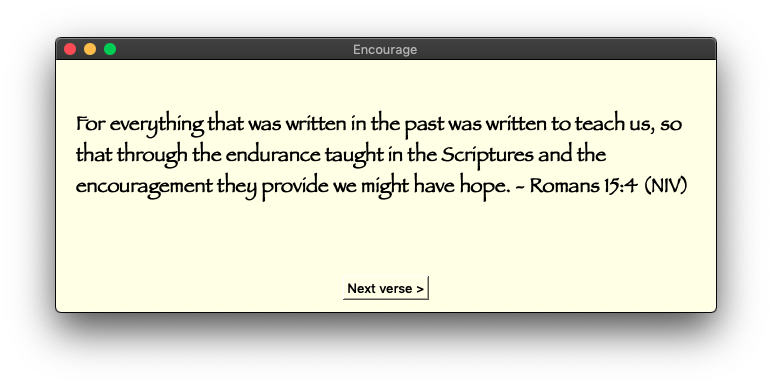 Encourage
For everything that was written in the past was written to teach us, so
that through the endurance taught in the Scriptures and the
encouragement they provide we might have hope. - Romans 15:4 (NIV)
Next verse >